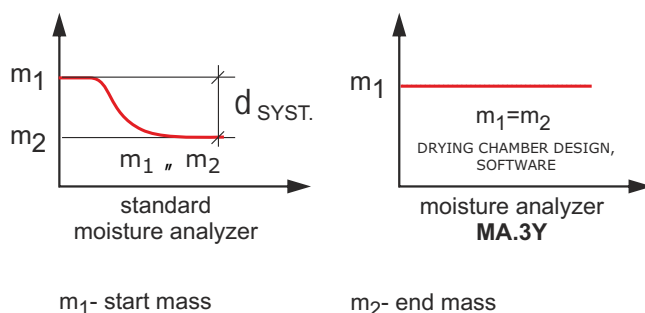 m1
m2
d SYST.
m1 „ m2
standard
moisture analyzer
m1
m1=m2
DRYING CHAMBER DESIGN,
SOFTWARE
moisture analyzer
MA.3Y
m1- start mass
m2- end mass